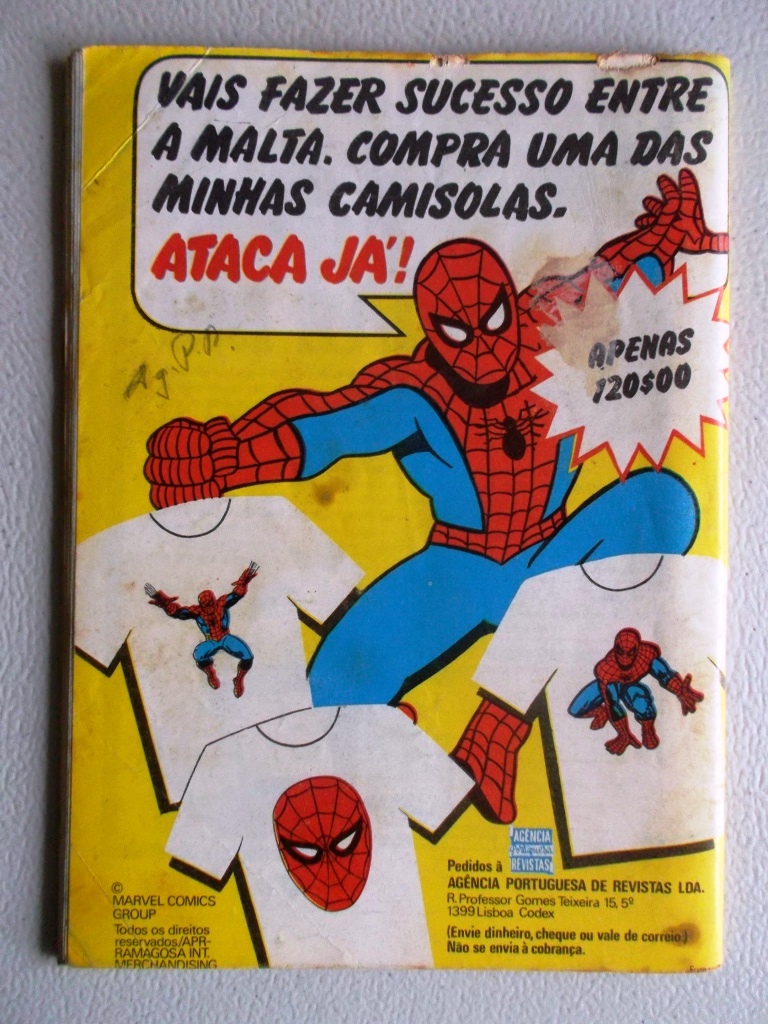 VAIS FAZER SUCESSO ENTRE
A MALTA. COMPRA UMA DAS
MINHAS CAMISOLAS.
ATACA JÁ!
APENAS
120$00
AGÊNCIA
REVISTAS
Pedidos à
AGÊNCIA PORTUGUESA DE REVISTAS LDA.
R. Professor Gomes Teixeira 15, 5º
1399 Lisboa Codex
(Envie dinheiro, cheque ou vale de correio.)
Não se envia à cobrança.
©
MARVEL COMICS
GROUP
Todos os direitos
reservados/APR-
RAMAGOSA INT.
MERCHANDISING